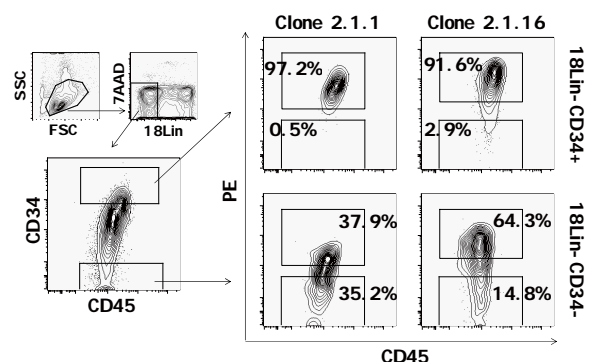 Clone 2.1.1
Clone 2.1.16
SSC
FSC
7AAD
18Lin
CD34
CD45
PE
97.2%
0.5%
91.6%
2.9%
18Lin- CD34+
37.9%
35.2%
64.3%
14.8%
18Lin- CD34-
CD45